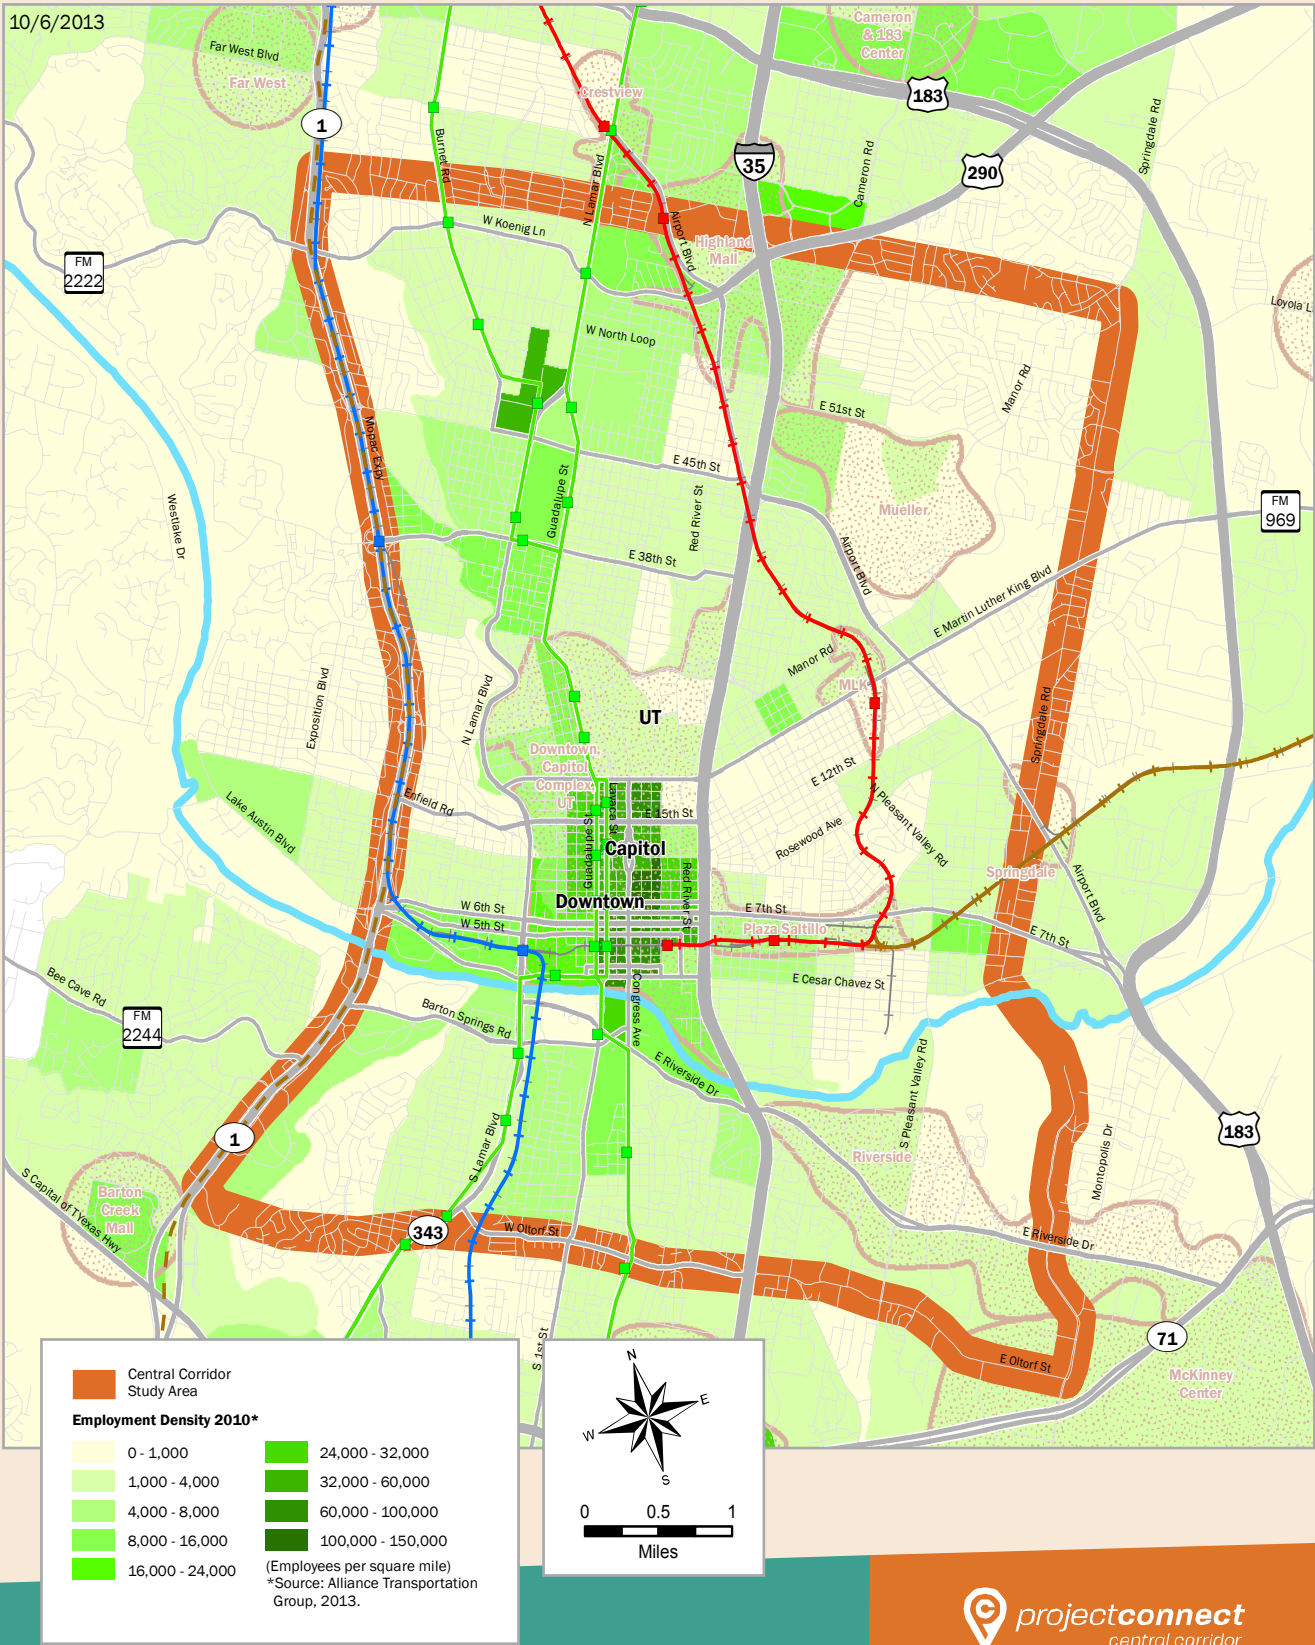 10/6/2013
Far West Blvd
Far West
Cameron
& 183
Center
Crestview
183
1
Burnet Rd
N Lamar Blvd
35
Cameron Rd
290
Springdale Rd
W Koenig Ln
Airport Blvd
Highland
Mall
FM
2222
Loyola L
W North Loop
Manor Rd
E 51st St
Mopac Expy
E 45th St
Guadalupe St
Red River St
Mueller
FM
969
Westlake Dr
E 38th St
Airport Blvd
E Martin Luther King Blvd
Manor Rd
MLK
Exposition Blvd
N Lamar Blvd
UT
Springdale Rd
Downtown,
Capitol
Complex,
UT
E 12th St
Enfield Rd
Lavaca St
E 15th St
N Pleasant Valley Rd
Lake Austin Blvd
Guadalupe St
Capitol
Rosewood Ave
Springdale
Red River St
Airport Blvd
Downtown
W 6th St
E 7th St
W 5th St
Plaza Saltillo
E 7th St
Bee Cave Rd
E Cesar Chavez St
FM
2244
Barton Springs Rd
Congress Ave
E Riverside Dr
S Pleasant Valley Rd
1
183
S Lamar Blvd
Riverside
Montopolis Dr
S Capital of TYexas Hwy
Barton
Creek
Mall
343
W Oltorf St
E Riverside Dr
71
S 1st St
E Oltorf St
McKinney
Center
Central Corridor
Study Area
Employment Density 2010*
0 - 1,000
1,000 - 4,000
4,000 - 8,000
8,000 - 16,000
16,000 - 24,000
24,000 - 32,000
32,000 - 60,000
60,000 - 100,000
100,000 - 150,000
(Employees per square mile)
*Source: Alliance Transportation
Group, 2013.
N
E
W
S
0 0.5 1
Miles
projectconnect
central corridor